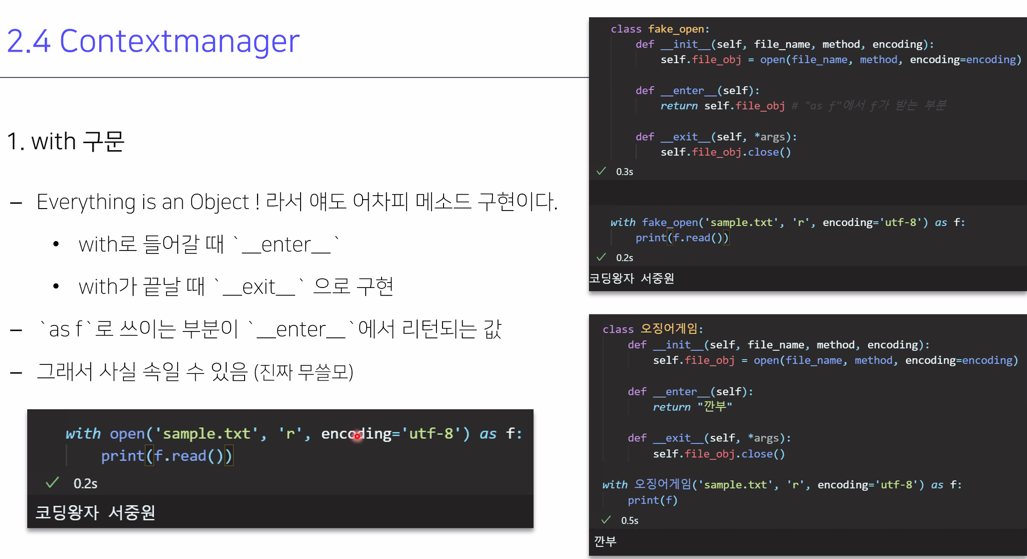 2.4 Contextmanager
1. with 구문
– Everything is an Object ! 라서 얘도 어차피 메소드 구현이다.
• with로 들어갈 때 `__enter__`
• with가 끝날 때 `__exit__` 으로 구현
– `as f`로 쓰이는 부분이 `__enter__`에서 리턴되는 값
– 그래서 사실 속일 수 있음 (진짜 무쓸모)
with open('sample.txt', 'r', encoding='utf-8') as f:
    print(f.read())
✓ 0.2s
코딩왕자 서중원
class fake_open:
    def __init__(self, file_name, method, encoding):
        self.file_obj = open(file_name, method, encoding=encoding)
    def __enter__(self):
        return self.file_obj # "as f"에서 f가 받는 부분
    def __exit__(self, *args):
        self.file_obj.close()
✓ 0.3s
with fake_open('sample.txt', 'r', encoding='utf-8') as f:
    print(f.read())
✓ 0.2s
코딩왕자 서중원
class 오징어게임:
    def __init__(self, file_name, method, encoding):
        self.file_obj = open(file_name, method, encoding=encoding)
    def __enter__(self):
        return "깐부"
    def __exit__(self, *args):
        self.file_obj.close()
with 오징어게임('sample.txt', 'r', encoding='utf-8') as f:
    print(f)
✓ 0.5s
깐부